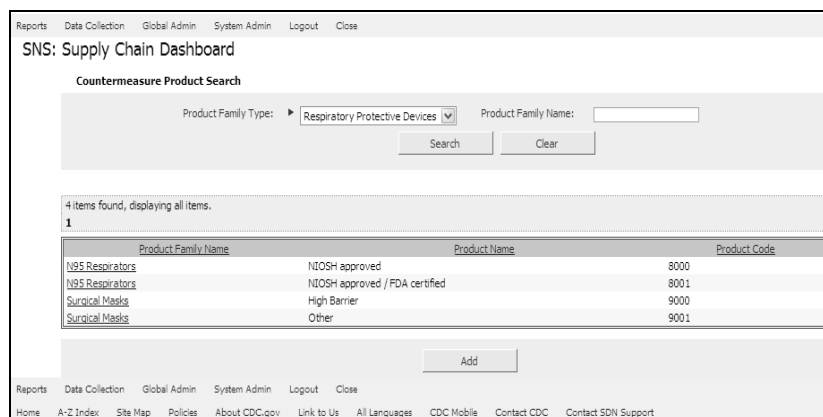 Reports Data Collection Global Admin System Admin Logout Close
SNS: Supply Chain Dashboard
Countermeasure Product Search
Product Family Type: Respiratory Protective Devices Product Family Name:
Search Clear
4 items found, displaying all items.
1
Product Family Name Product Name Product Code
N95 Respirators NIOSH approved 8000
N95 Respirators NIOSH approved / FDA certified 8001
Surgical Masks High Barrier 9000
Surgical Masks Other 9001
Add
Reports Data Collection Global Admin System Admin Logout Close
Home A-Z Index Site Map Policies About CDC.gov Link to Us All Languages CDC Mobile Contact CDC Contact SDN Support